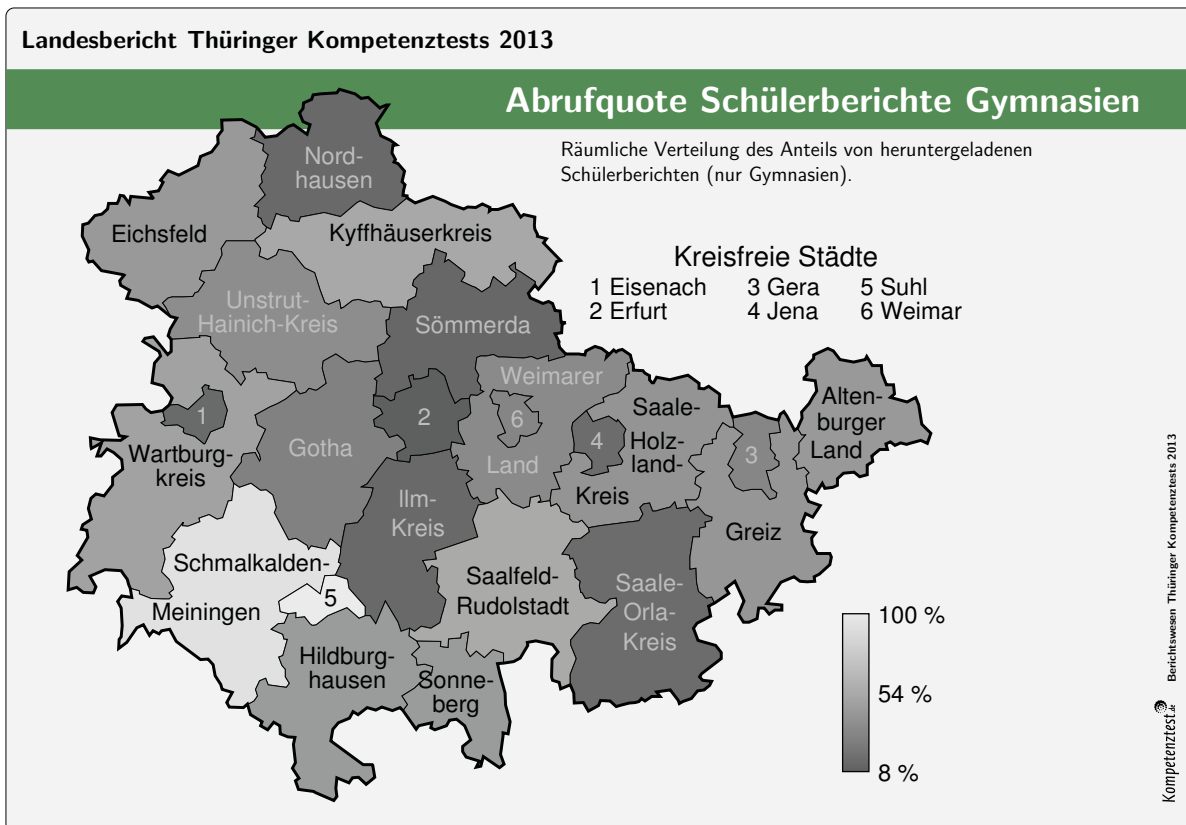 Landesbericht Thüringer Kompetenztests 2013
Abrufquote Schülerberichte Gymnasien
Räumliche Verteilung des Anteils von heruntergeladenen
Schülerberichten (nur Gymnasien).
Kreisfreie Städte
1 Eisenach 3 Gera 5 Suhl
2 Erfurt 4 Jena 6 Weimar
Nord-
hausen
Eichsfeld
Kyffhäuserkreis
Unstrut-
Hainich-Kreis
Sömmerda
Weimarer
Land
1
2
6
4
3
Saale-
Holz-
land-
Kreis
Alten-
burger
Land
Gotha
Wartburg-
kreis
Ilm-
Kreis
Greiz
Schmalkalden-
Meiningen
5
Saalfeld-
Rudolstadt
Saale-
Orla-
Kreis
Hildburg-
hausen
Sonne-
berg
100 %
54 %
8 %
Kompetenztest.de
Berichtswesen Thüringer Kompetenztests 2013